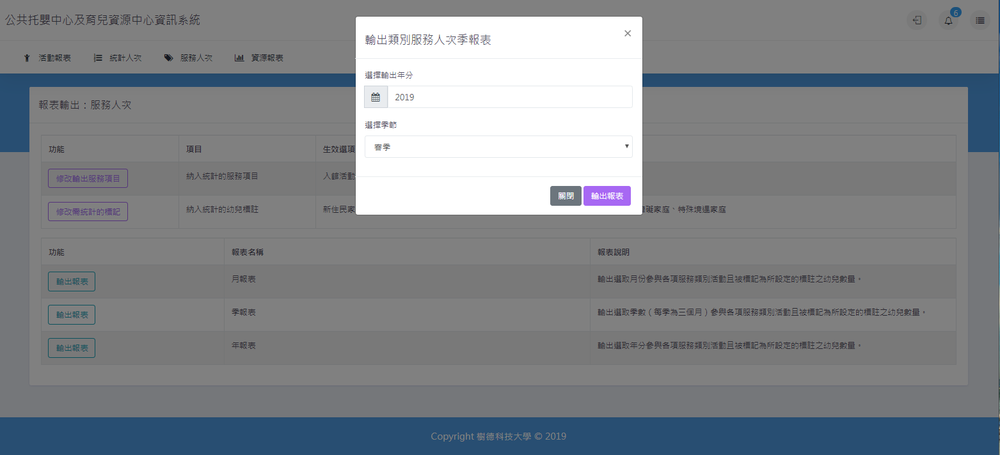 公共托嬰中心及育兒資源中心資訊系統
6
活動報表 統計人次 服務人次 資源報表
輸出類別服務人次季報表 ×
選擇輸出年分
2019
選擇季節
春季
關閉 輸出報表
報表輸出：服務人次
功能 項目 生效選項
修改輸出服務項目 納入統計的服務項目 入館活動
修改需統計的標記 納入統計的幼兒標註 新住民家 礙家庭、特殊境遇家庭
功能 報表名稱 報表說明
輸出報表 月報表 輸出選取月份參與各項服務類別活動且被標記為所設定的標註之幼兒數量。
輸出報表 季報表 輸出選取季數（每季為三個月）參與各項服務類別活動且被標記為所設定的標註之幼兒數量。
輸出報表 年報表 輸出選取年分參與各項服務類別活動且被標記為所設定的標註之幼兒數量。
Copyright 樹德科技大學 © 2019